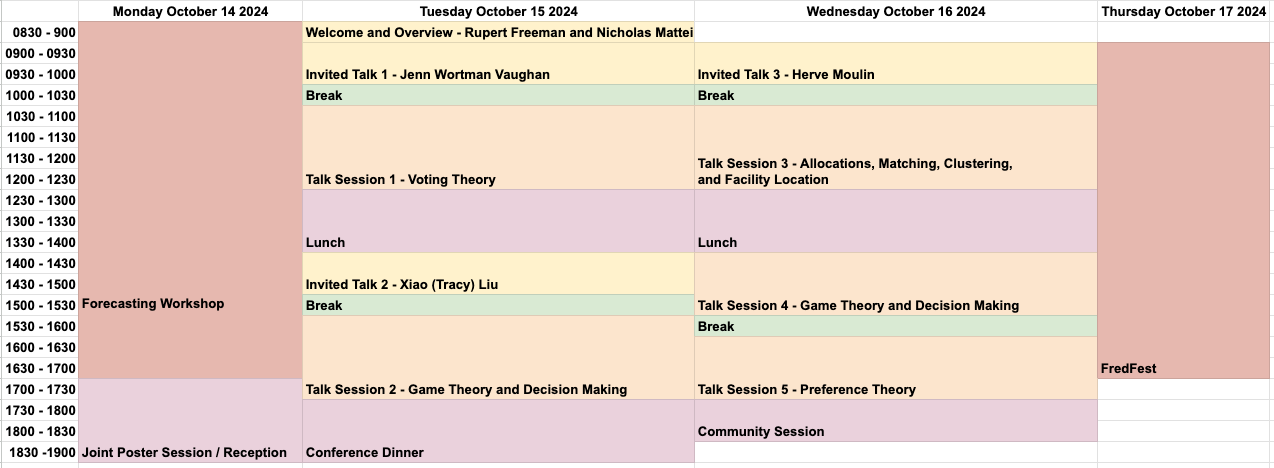 Monday October 14 2024 Tuesday October 15 2024 Wednesday October 16 2024 Thursday October 17 2024
0830 - 900 Welcome and Overview - Rupert Freeman and Nicholas Mattei
0900 - 0930
0930 - 1000 Invited Talk 1 - Jenn Wortman Vaughan Invited Talk 3 - Herve Moulin
1000 - 1030 Break Break
1030 - 1100
1100 - 1130
1130 - 1200 Talk Session 3 - Allocations, Matching, Clustering,
1200 - 1230 Talk Session 1 - Voting Theory and Facility Location
1230 - 1300
1300 - 1330
1330 - 1400 Lunch Lunch
1400 - 1430
1430 - 1500 Invited Talk 2 - Xiao (Tracy) Liu
1500 - 1530 Forecasting Workshop Break Talk Session 4 - Game Theory and Decision Making
1530 - 1600 Break
1600 - 1630
1630 - 1700 FredFest
1700 - 1730 Talk Session 2 - Game Theory and Decision Making Talk Session 5 - Preference Theory
1730 - 1800
1800 - 1830 Community Session
1830 -1900 Joint Poster Session / Reception Conference Dinner